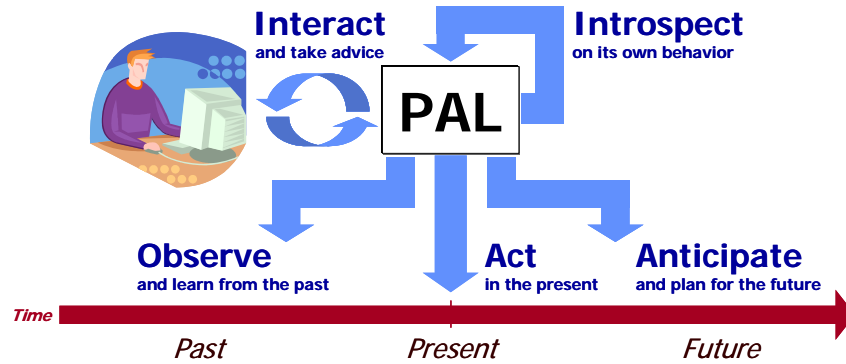 Interact
and take advice
Introspect
on its own behavior
PAL
Observe
and learn from the past
Act
in the present
Anticipate
and plan for the future
Time
Past
Present
Future